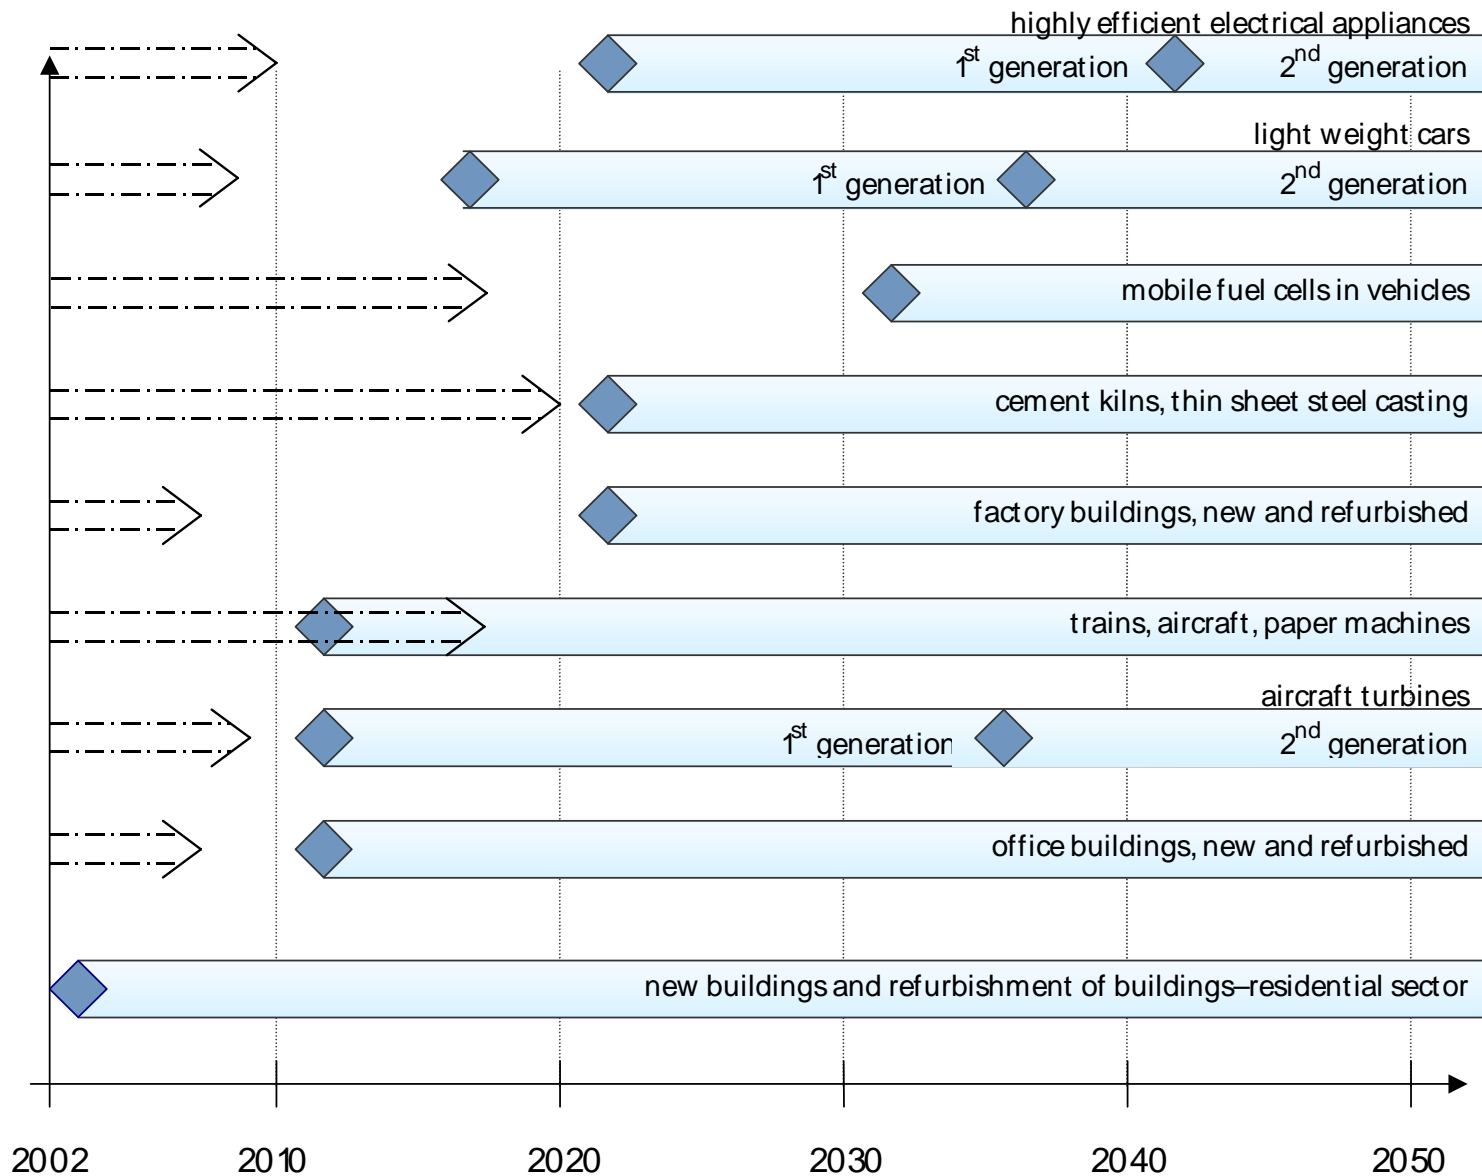 highly efficient electrical appliances
1st generation 2nd generation
light weight cars
1st generation 2nd generation
mobile fuel cells in vehicles
cement kilns, thin sheet steel casting
factory buildings, new and refurbished
trains, aircraft, paper machines
aircraft turbines
1st generation 2nd generation
office buildings, new and refurbished
new buildings and refurbishment of buildings–residential sector
2002 2010 2020 2030 2040 2050